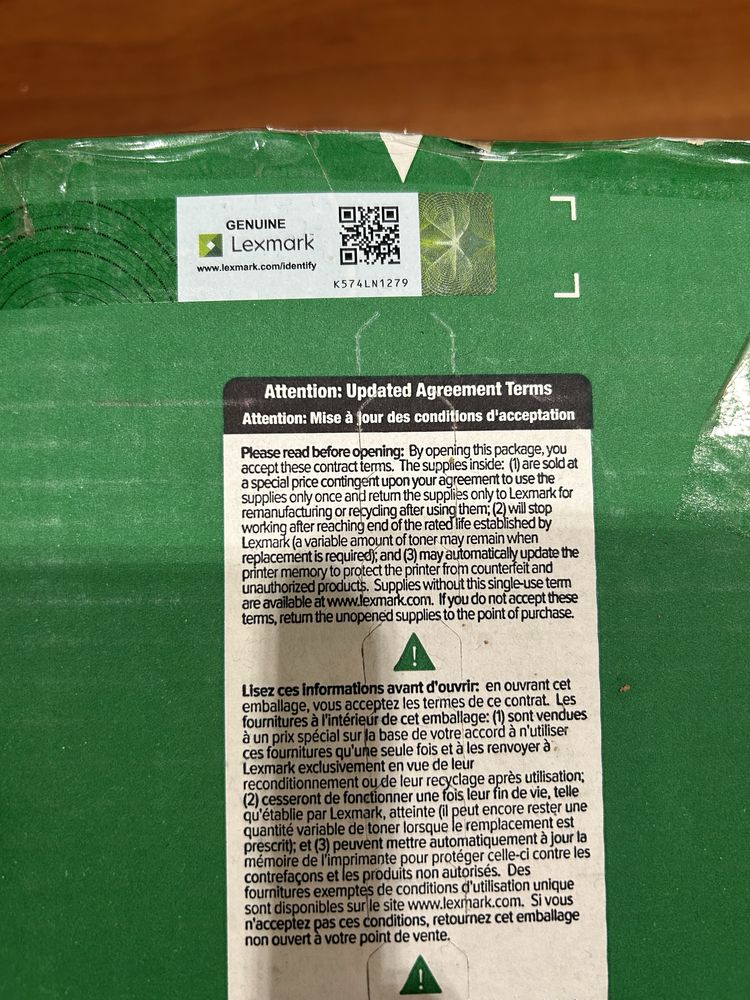 GENUINE
Lexmark™
www.lexmark.com/identify
K574LN1279
Attention: Updated Agreement Terms
Attention: Mise à jour des conditions d'acceptation
Please read before opening: By opening this package, you
accept these contract terms. The supplies inside: (1) are sold at
a special price contingent upon your agreement to use the
supplies only once and return the supplies only to Lexmark for
remanufacturing or recycling after using them; (2) will stop
working after reaching end of the rated life established by
Lexmark (a variable amount of toner may remain when
replacement is required); and (3) may automatically update the
printer memory to protect the printer from counterfeit and
unauthorized products. Supplies without this single-use term
are available at www.lexmark.com. If you do not accept these
terms, return the unopened supplies to the point of purchase.
Lisez ces informations avant d'ouvrir: en ouvrant cet
emballage, vous acceptez les termes de ce contrat. Les
fournitures à l'intérieur de cet emballage: (1) sont vendues
à un prix spécial sur la base de votre accord à n'utiliser
ces fournitures qu'une seule fois et à les renvoyer à
Lexmark exclusivement en vue de leur
reconditionnement ou de leur recyclage après utilisation;
(2) cesseront de fonctionner une fois leur fin de vie, telle
qu'établie par Lexmark, atteinte (il peut encore rester une
quantité variable de toner lorsque le remplacement est
prescrit); et (3) peuvent mettre automatiquement à jour la
mémoire de l'imprimante pour protéger celle-ci contre les
contrefaçons et les produits non autorisés. Des
fournitures exemptes de conditions d'utilisation unique
sont disponibles sur le site www.lexmark.com. Si vous
n'acceptez pas ces conditions, retournez cet emballage
non ouvert à votre point de vente.